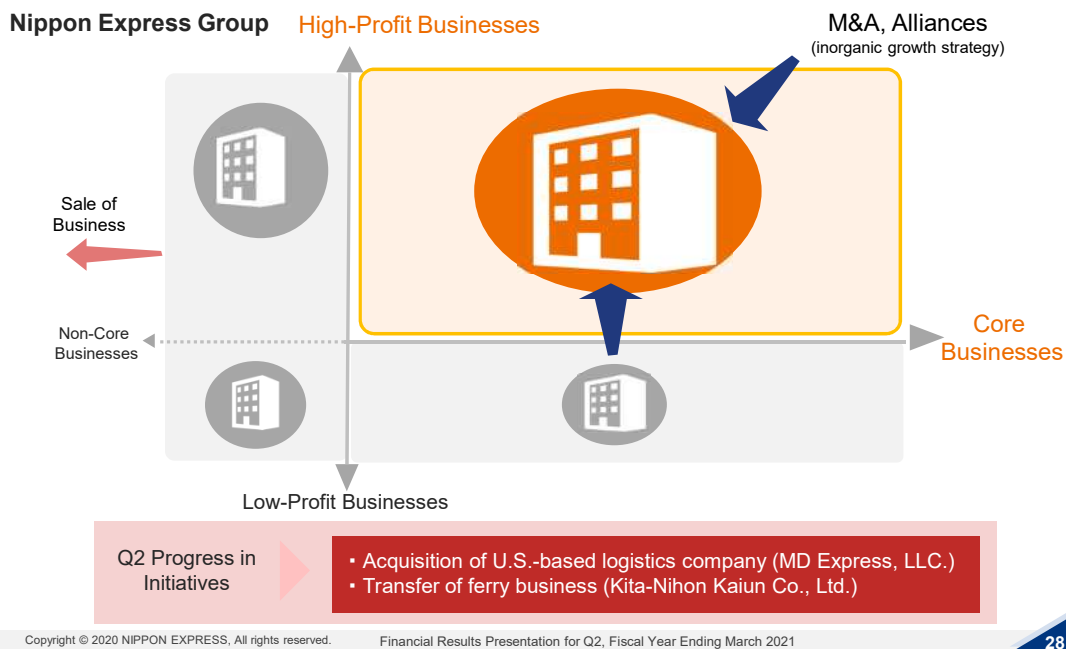 Nippon Express Group
High-Profit Businesses
M&A, Alliances
(inorganic growth strategy)
Sale of
Business
Non-Core
Businesses
Core
Businesses
Low-Profit Businesses
Q2 Progress in
Initiatives
・Acquisition of U.S.-based logistics company (MD Express, LLC.)
・Transfer of ferry business (Kita-Nihon Kaiun Co., Ltd.)
Copyright © 2020 NIPPON EXPRESS, All rights reserved.
Financial Results Presentation for Q2, Fiscal Year Ending March 2021
28